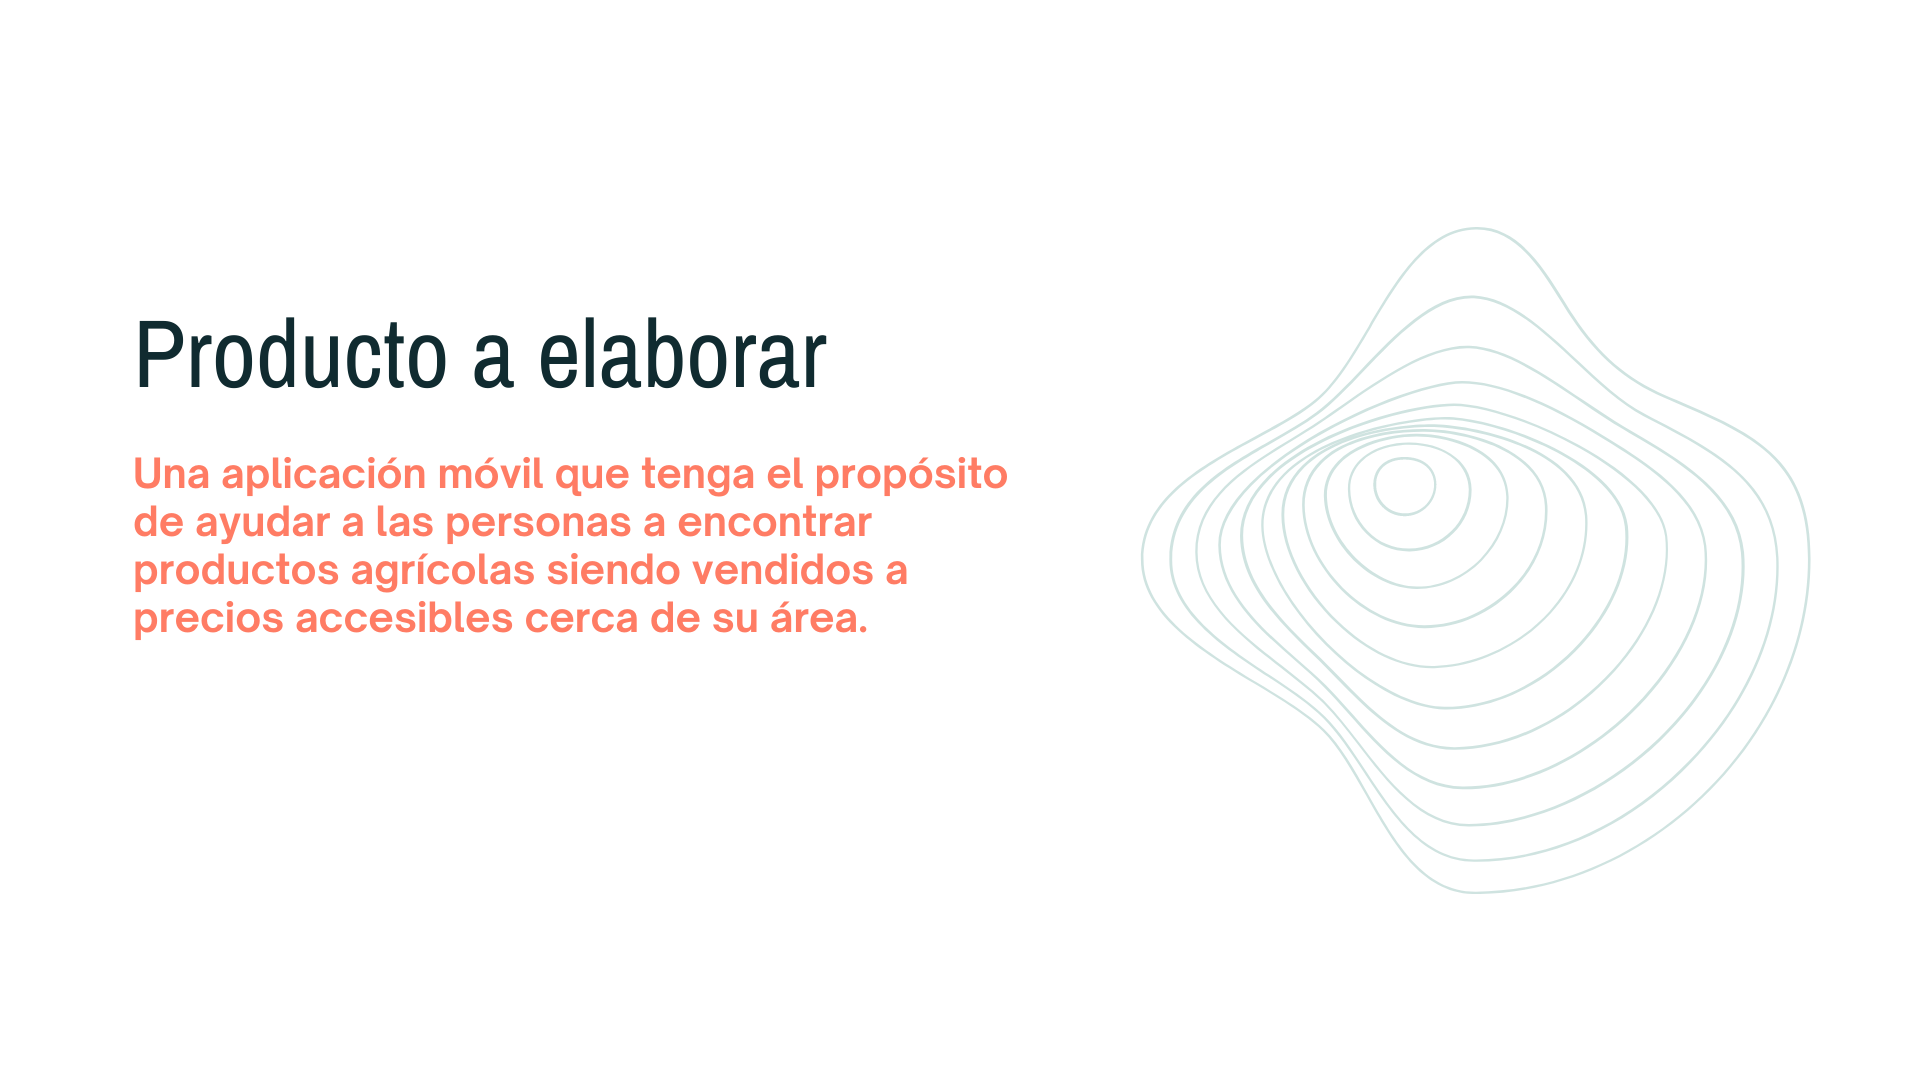 Producto a elaborar
Una aplicación móvil que tenga el propósito
de ayudar a las personas a encontrar
productos agrícolas siendo vendidos a
precios accesibles cerca de su área.